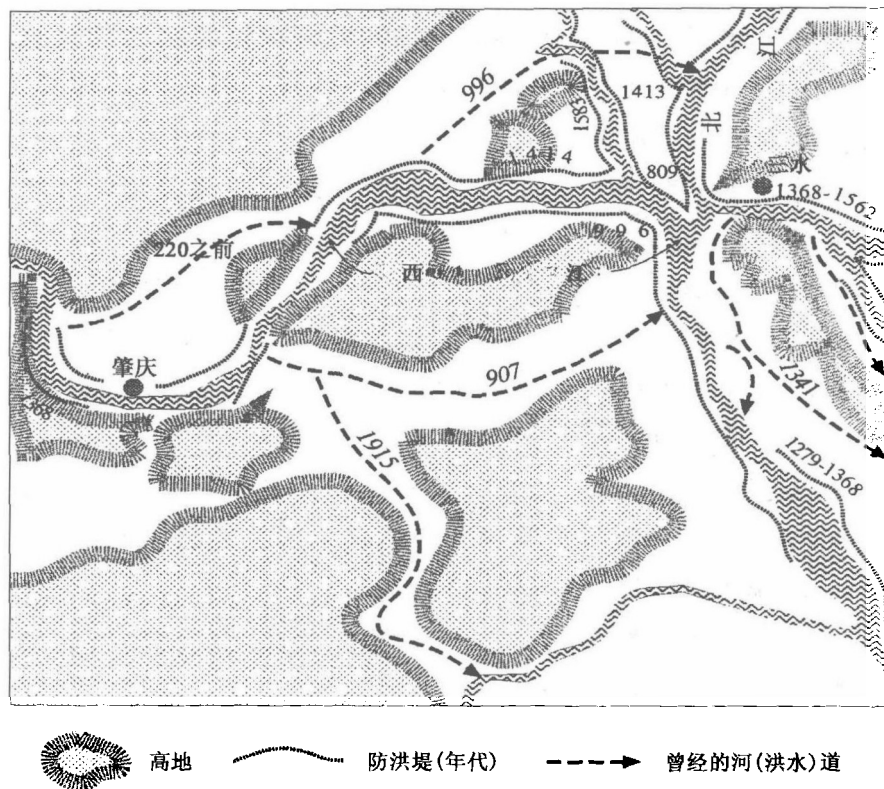 江
996
1583
1413
北
1414
809
水
1368-1562
220之前
996
西
江
肇庆
907
1341
1368
1915
1279-1368
高地
防洪堤(年代)
曾经的河(洪水)道